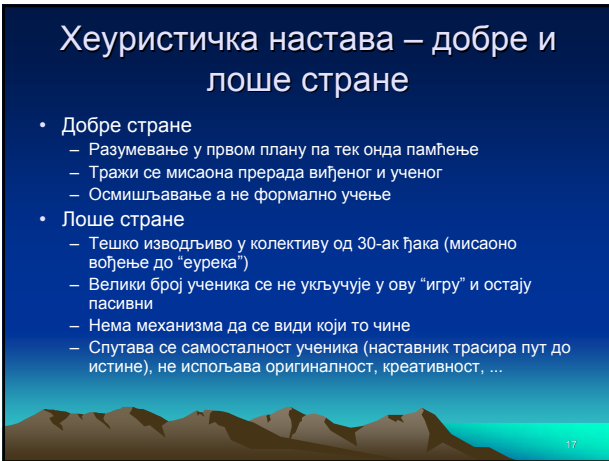 Хеуристичка настава – добре и
лоше стране
• Добре стране
– Разумевање у првом плану па тек онда памћење
– Тражи се мисаона прерада виђеног и ученог
– Осмишљавање а не формално учење
• Лоше стране
– Тешко изводљиво у колективу од 30-ак ђака (мисаоно
вођење до “еурека”)
– Велики број ученика се не укључује у ову “игру” и остају
пасивни
– Нема механизма да се види који то чине
– Спутава се самосталност ученика (наставник трасира пут до
истине), не испољава оригиналност, креативност, ...
17